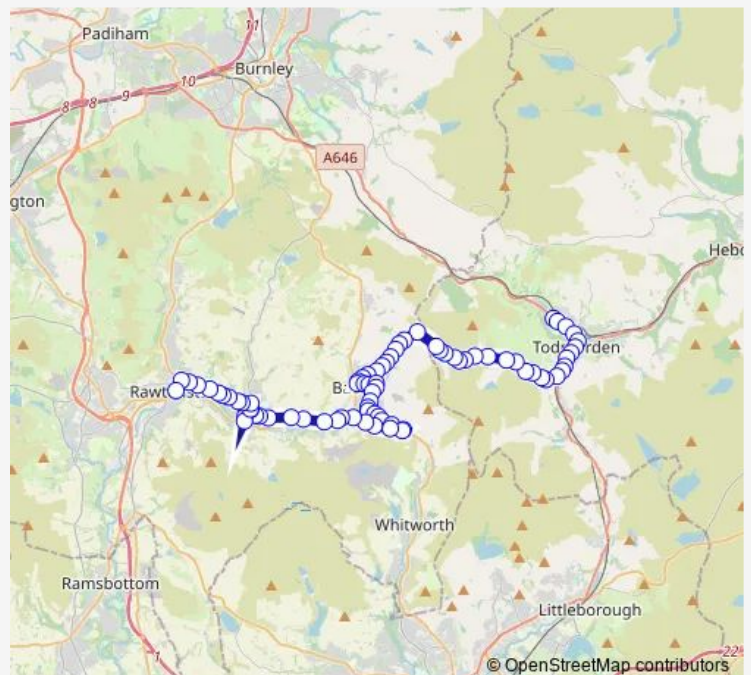 11
Padiham
Burnley
10
9
8
8
A646
gton
Hebd
Todmorden
Rawt
Ba
Whitworth
Ramsbottom
Littleborough
1
22
© OpenStreetMap contributors